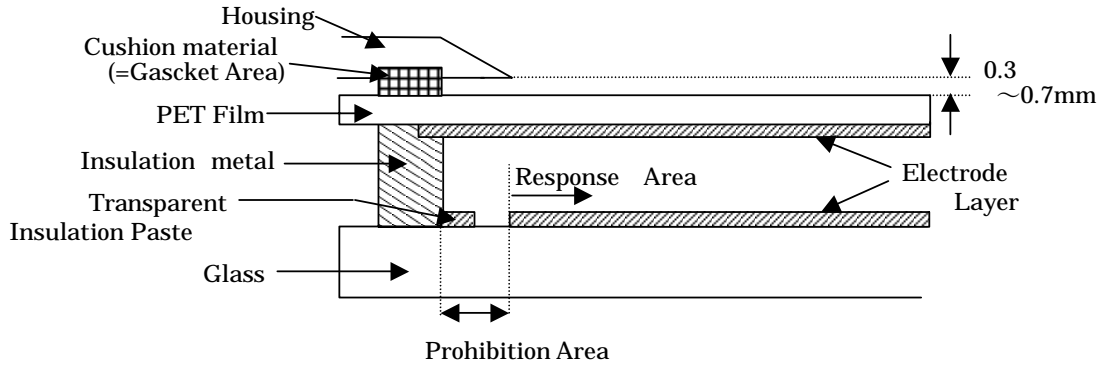 Housing
Cushion material
(=Gascket Area)
0.3
～0.7mm
PET Film
Insulation metal
Response Area
Electrode
Layer
Transparent
Insulation Paste
Glass
Prohibition Area